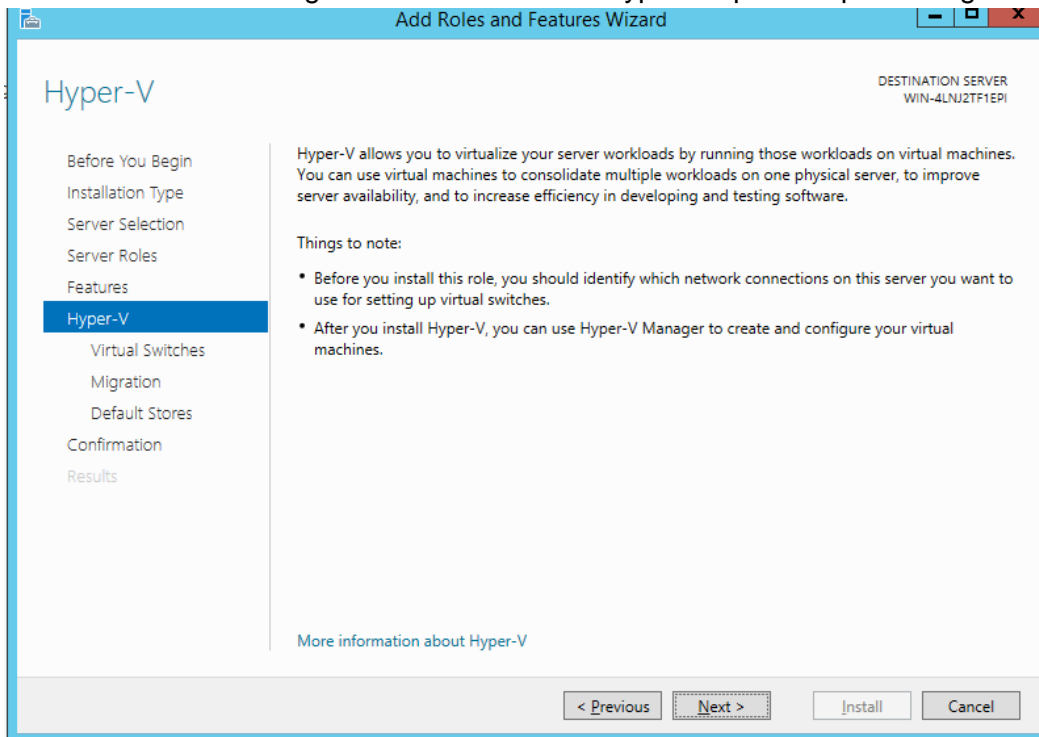 Add Roles and Features Wizard
Hyper-V
DESTINATION SERVER
WIN-4LNJ2TF1EPI
Before You Begin
Installation Type
Server Selection
Server Roles
Features
Hyper-V
Virtual Switches
Migration
Default Stores
Confirmation
Results
Hyper-V allows you to virtualize your server workloads by running those workloads on virtual machines.
You can use virtual machines to consolidate multiple workloads on one physical server, to improve
server availability, and to increase efficiency in developing and testing software.
Things to note:
• Before you install this role, you should identify which network connections on this server you want to
use for setting up virtual switches.
• After you install Hyper-V, you can use Hyper-V Manager to create and configure your virtual
machines.
More information about Hyper-V
< Previous
Next >
Install
Cancel